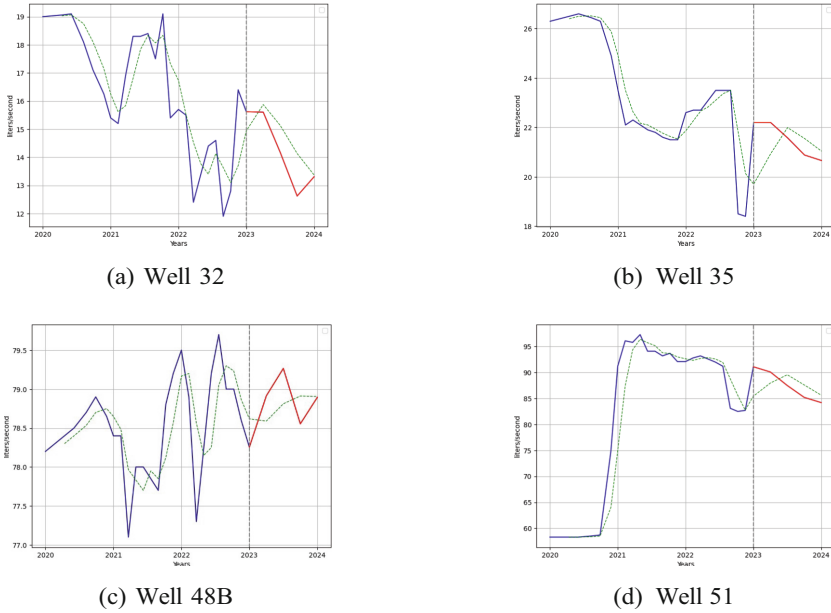 19
18
17
16
15
14
13
12
liters/second
2020 2021 2022 2023 2024
Years
(a) Well 32
26
24
22
20
18
liters/second
2020 2021 2022 2023 2024
Years
(b) Well 35
79.5
79.0
78.5
78.0
77.5
77.0
liters/second
2020 2021 2022 2023 2024
Years
(c) Well 48B
95
90
85
80
75
70
65
60
liters/second
2020 2021 2022 2023 2024
Years
(d) Well 51